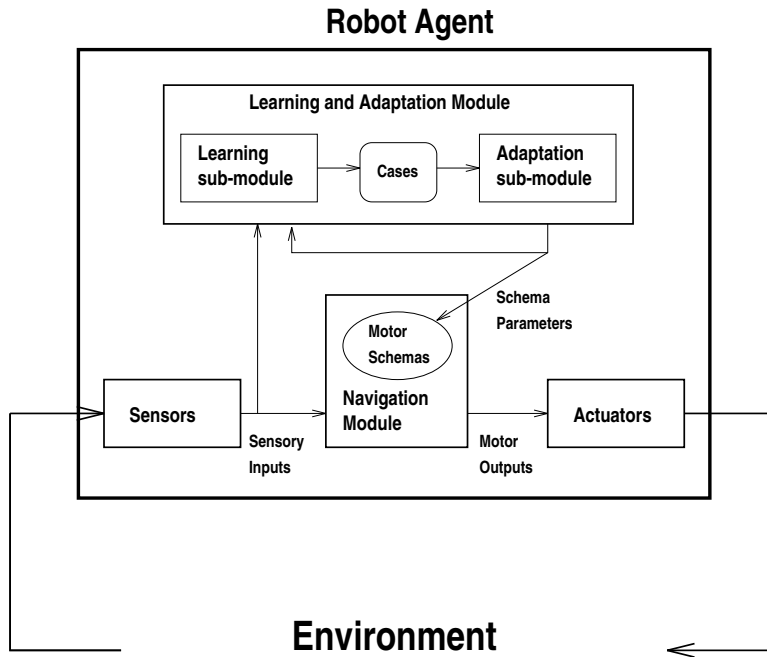 Robot Agent
Learning and Adaptation Module
Learning
sub-module
Cases
Adaptation
sub-module
Schema
Parameters
Motor
Schemas
Navigation
Module
Sensors
Sensory
Inputs
Motor
Outputs
Actuators
Environment